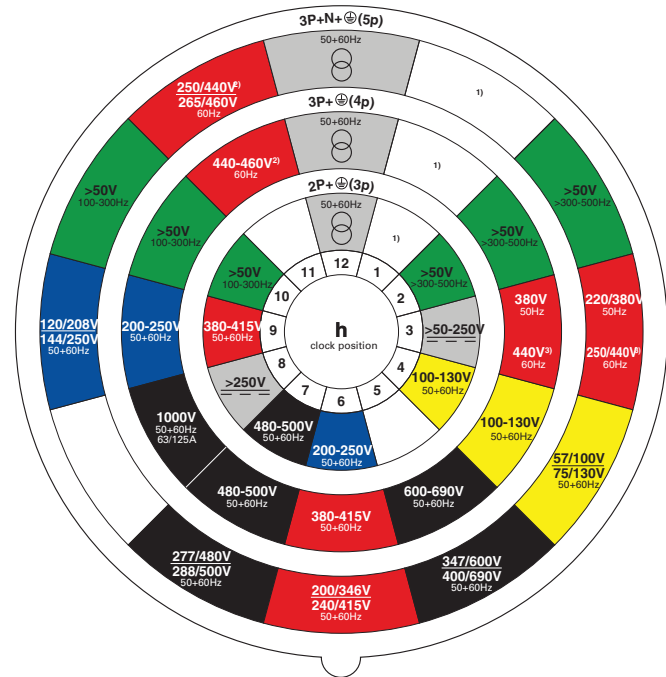 3P+N+⏚(5p)
50+60Hz
1)
>50V
>300-500Hz
220/380V
50Hz
250/440V3)
60Hz
57/100V
75/130V
50+60Hz
347/600V
400/690V
50+60Hz
200/346V
240/415V
50+60Hz
277/480V
288/500V
50+60Hz
120/208V
144/250V
50+60Hz
>50V
100-300Hz
250/440V2)
265/460V
60Hz
3P+⏚(4p)
50+60Hz
1)
>50V
>300-500Hz
380V
50Hz
440V3)
60Hz
100-130V
50+60Hz
600-690V
50+60Hz
380-415V
50+60Hz
480-500V
50+60Hz
1000V
50+60Hz
63/125A
200-250V
50+60Hz
>50V
100-300Hz
440-460V2)
60Hz
2P+⏚(3p)
50+60Hz
1)
>50V
>300-500Hz
>50-250V
100-130V
50+60Hz
200-250V
50+60Hz
480-500V
50+60Hz
>250V
380-415V
50+60Hz
>50V
100-300Hz
12
1
2
3
4
5
6
7
8
9
10
11
h
clock position